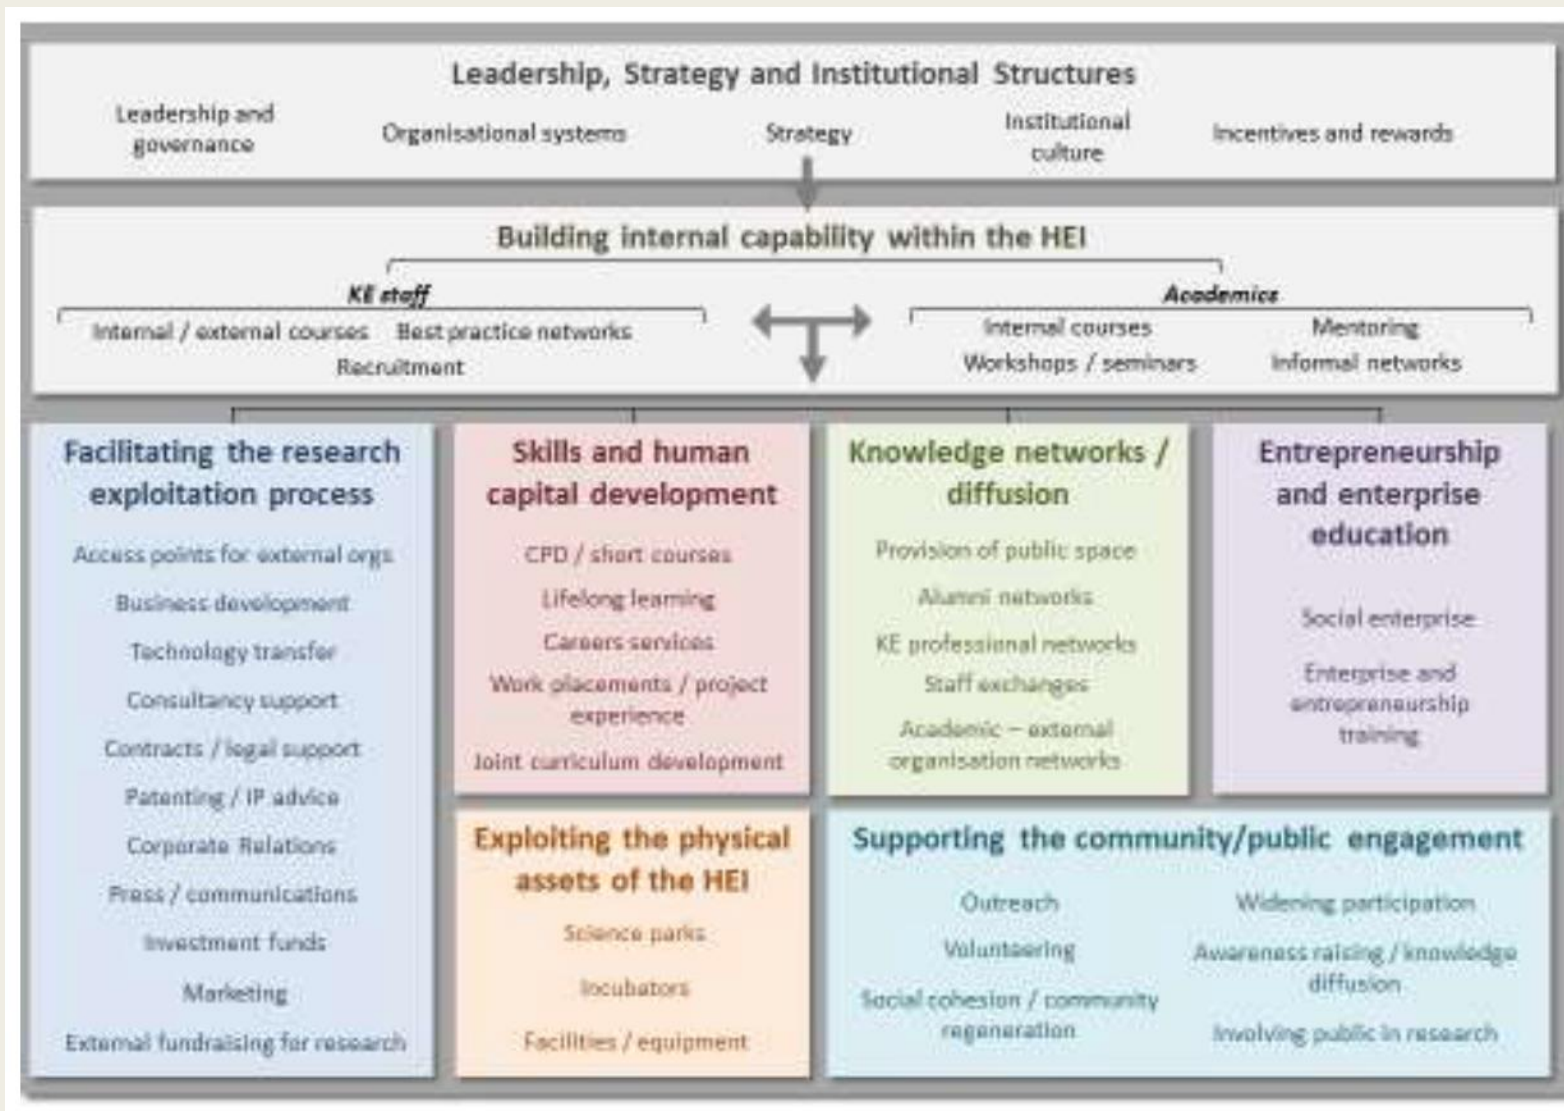 Leadership, Strategy and Institutional Structures
Leadership and
governance
Organisational systems
Strategy
Institutional
culture
Incentives and rewards
Building internal capability within the HEI
KE staff
Internal / external courses Best practice networks
Recruitment
Academics
Internal courses Mentoring
Workshops / seminars Informal networks
Facilitating the research
exploitation process
Access points for external orgs
Business development
Technology transfer
Consultancy support
Contracts / legal support
Patenting / IP advice
Corporate Relations
Press / communications
Investment funds
Marketing
External fundraising for research
Skills and human
capital development
CPD / short courses
Lifelong learning
Careers services
Work placements / project
experience
Joint curriculum development
Knowledge networks /
diffusion
Provision of public space
Alumni networks
KE professional networks
Staff exchanges
Academic – external
organisation networks
Entrepreneurship
and enterprise
education
Social enterprise
Enterprise and
entrepreneurship
training
Exploiting the physical
assets of the HEI
Science parks
Incubators
Facilities / equipment
Supporting the community/public engagement
Outreach
Volunteering
Social cohesion / community
regeneration
Widening participation
Awareness raising / knowledge
diffusion
Involving public in research